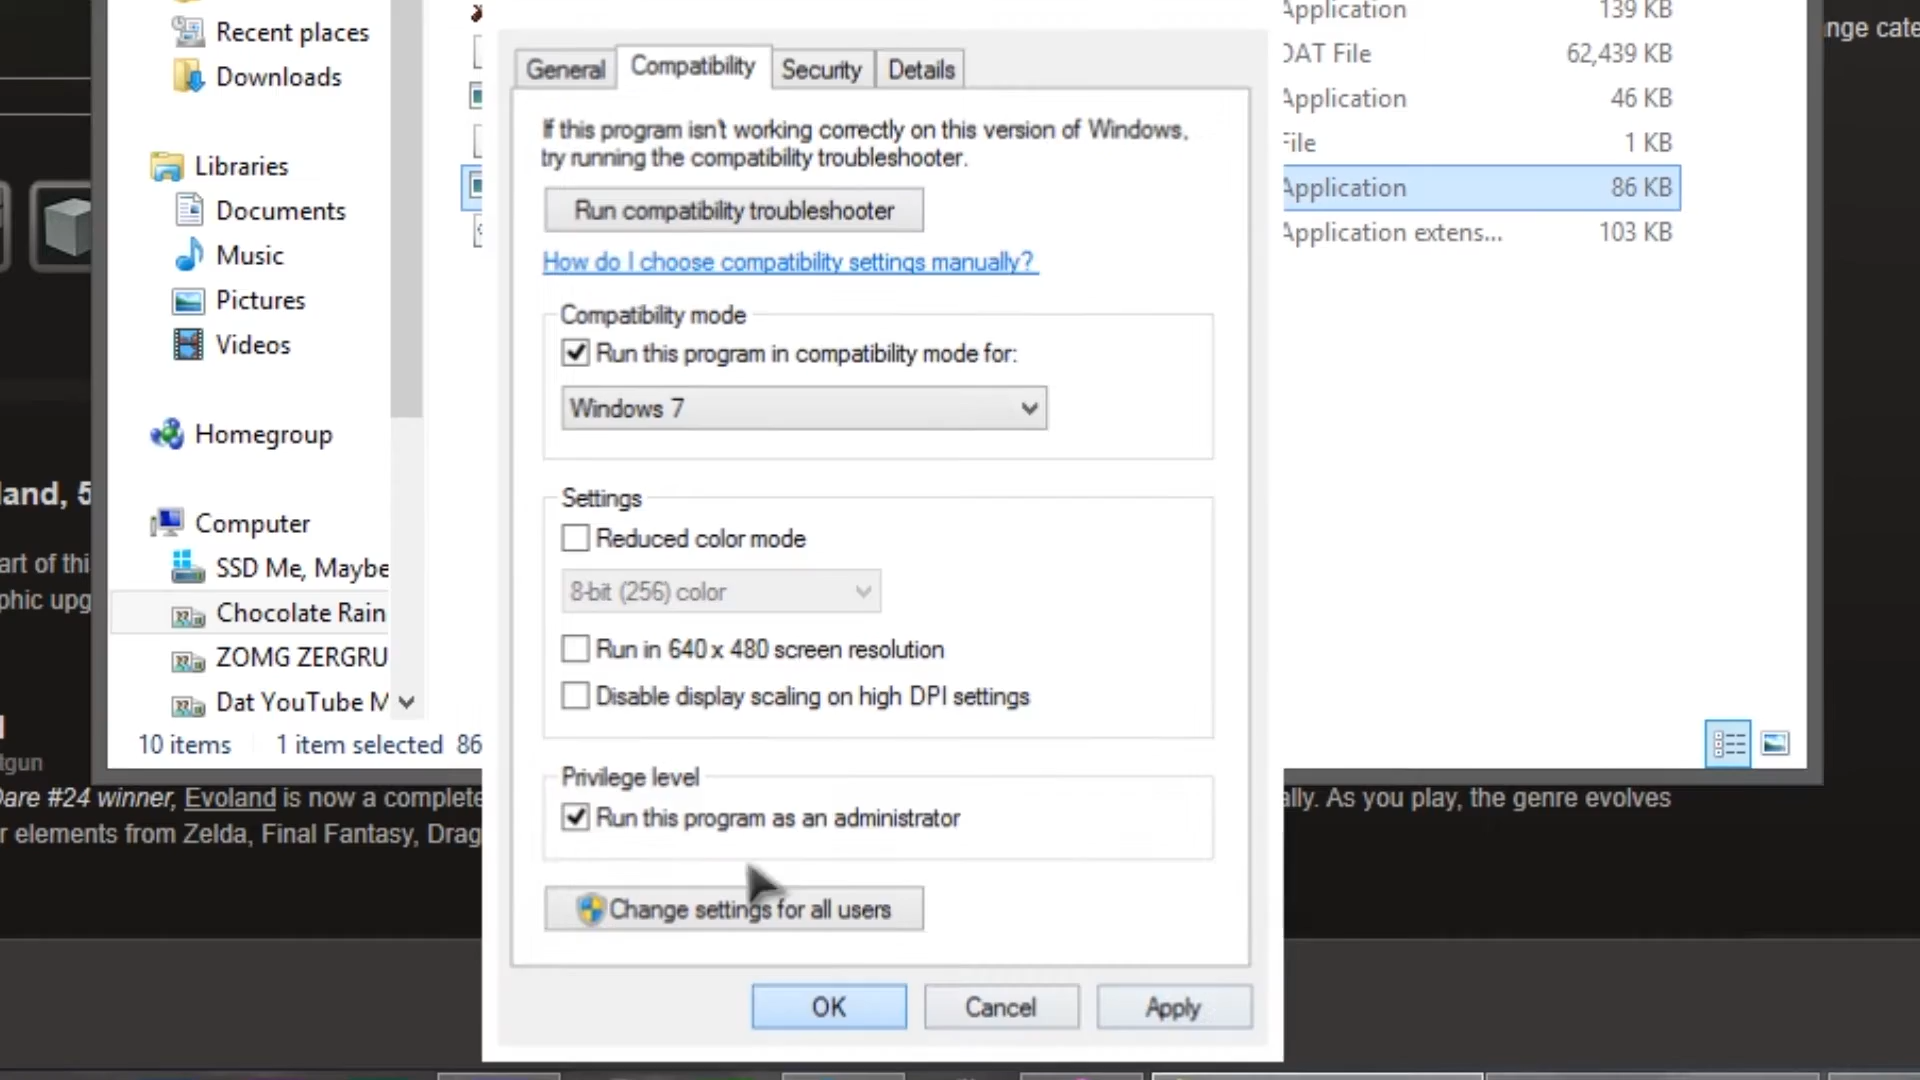 Recent places
Downloads
Libraries
Documents
Music
Pictures
Videos
Homegroup
Computer
SSD Me, Maybe
Chocolate Rain
ZOMG ZERGRU
Dat YouTube M
10 items 1 item selected 86
General Compatibility Security Details
If this program isn't working correctly on this version of Windows,
try running the compatibility troubleshooter.
Run compatibility troubleshooter
How do I choose compatibility settings manually?
Compatibility mode
Run this program in compatibility mode for:
Windows 7
Settings
Reduced color mode
8-bit (256) color
Run in 640 x 480 screen resolution
Disable display scaling on high DPI settings
Privilege level
Run this program as an administrator
Change settings for all users
OK Cancel Apply
Application 139 KB
DAT File 62,439 KB
Application 46 KB
File 1 KB
Application 86 KB
Application extens... 103 KB
nge cate
land, 5
art of thi
phic upg
tgun
Dare #24 winner, Evoland is now a complete
ally. As you play, the genre evolves
r elements from Zelda, Final Fantasy, Drag